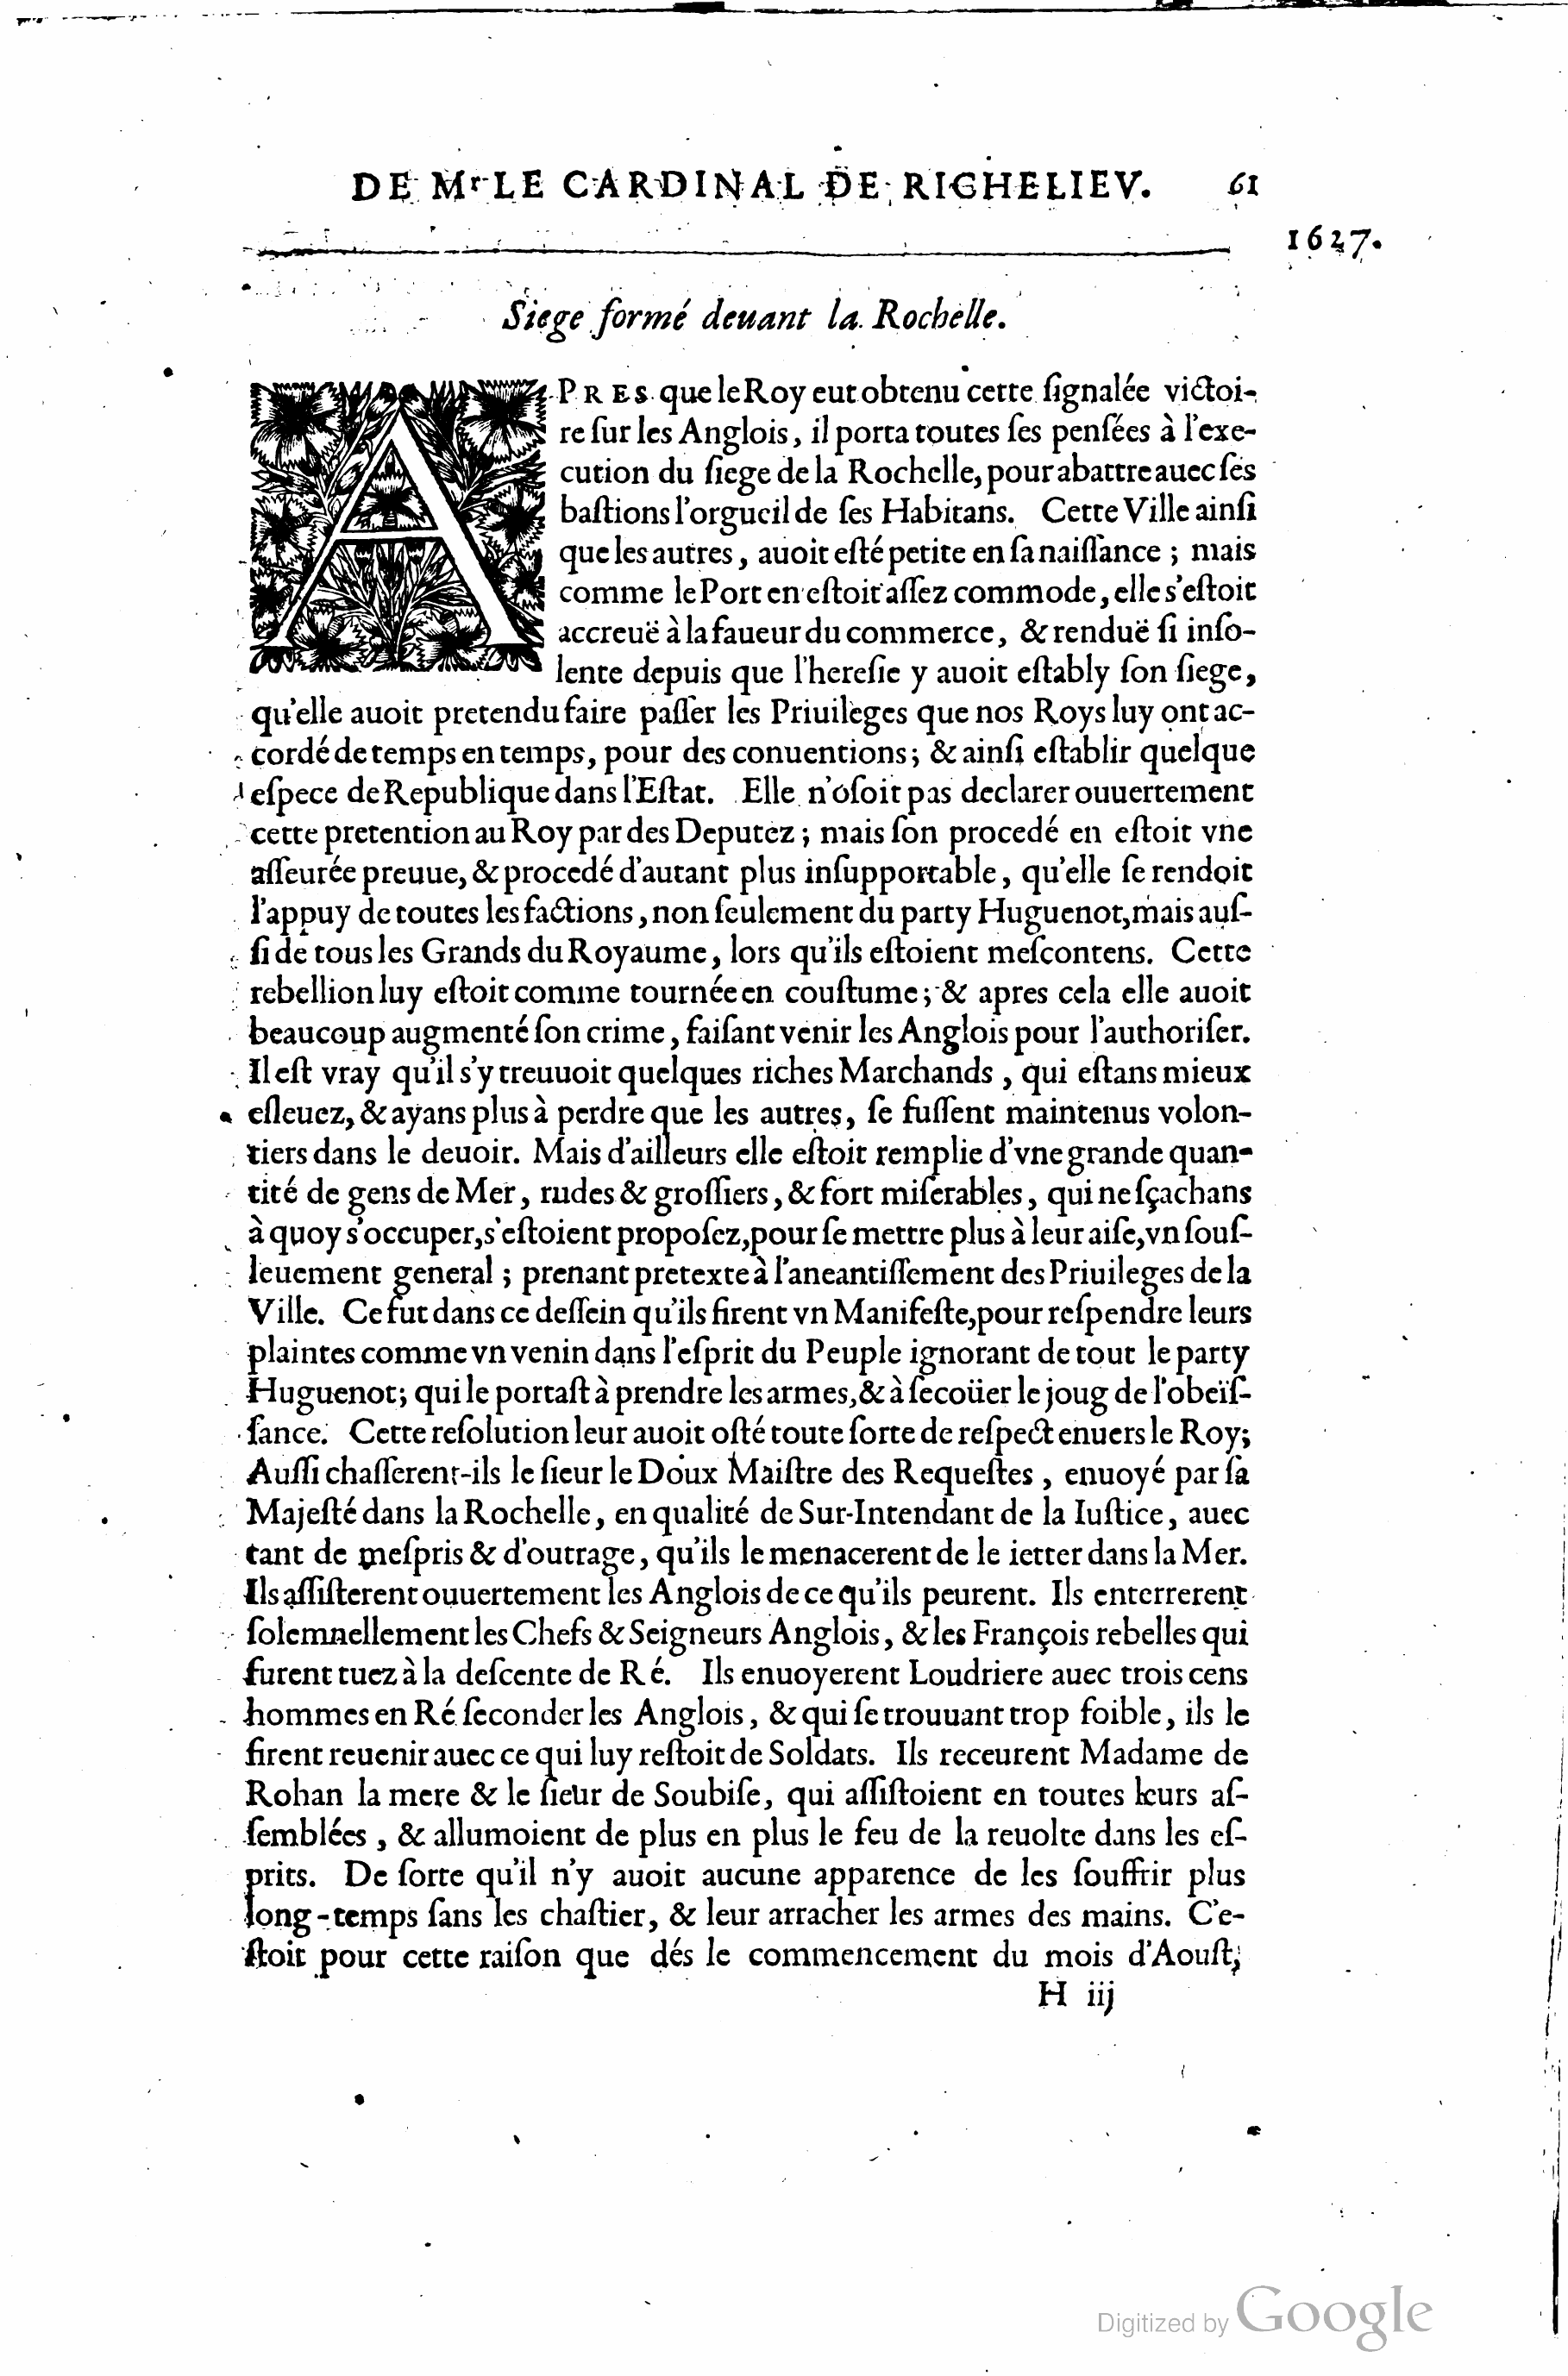 DE Mr LE CARDINAL DE RICHELIEV. 61
1627.
Siege formé deuant la Rochelle.
APRES que le Roy eut obtenu cette ſignalée victoi-
re ſur les Anglois, il porta toutes ſes penſées à l'exe-
cution du ſiege de la Rochelle, pour abattre auec ſes
baſtions l'orgueil de ſes Habitans. Cette Ville ainſi
que les autres, auoit eſté petite en ſa naiſſance ; mais
comme le Port en eſtoit aſſez commode, elle s'eſtoit
accreuë à la faueur du commerce, & renduë ſi inſo-
lente depuis que l'hereſie y auoit eſtably ſon ſiege,
qu'elle auoit pretendu faire paſſer les Priuileges que nos Roys luy ont ac-
cordé de temps en temps, pour des conuentions; & ainſi eſtablir quelque
eſpece de Republique dans l'Eſtat. Elle n'oſoit pas declarer ouuertement
cette pretention au Roy par des Deputez ; mais ſon procedé en eſtoit vne
aſſeurée preuue, & procedé d'autant plus inſupportable, qu'elle ſe rendoit
l'appuy de toutes les factions, non ſeulement du party Huguenot, mais auſ-
ſi de tous les Grands du Royaume, lors qu'ils eſtoient meſcontens. Cette
rebellion luy eſtoit comme tournée en couſtume; & apres cela elle auoit
beaucoup augmenté ſon crime, faiſant venir les Anglois pour l'authoriſer.
Il eſt vray qu'il s'y treuuoit quelques riches Marchands, qui eſtans mieux
eſleuez, & ayans plus à perdre que les autres, ſe fuſſent maintenus volon-
tiers dans le deuoir. Mais d'ailleurs elle eſtoit remplie d'vne grande quan-
tité de gens de Mer, rudes & groſſiers, & fort miſerables, qui ne ſçachans
à quoy s'occuper, s'eſtoient propoſez, pour ſe mettre plus à leur aiſe, vn ſouſ-
leuement general ; prenant pretexte à l'aneantiſſement des Priuileges de la
Ville. Ce fut dans ce deſſein qu'ils firent vn Manifeſte, pour reſpendre leurs
plaintes comme vn venin dans l'eſprit du Peuple ignorant de tout le party
Huguenot; qui le portaſt à prendre les armes, & à ſecoüer le joug de l'obeïſ-
ſance. Cette reſolution leur auoit oſté toute ſorte de reſpect enuers le Roy;
Auſſi chaſſerent-ils le ſieur le Doux Maiſtre des Requeſtes, enuoyé par ſa
Majeſté dans la Rochelle, en qualité de Sur-Intendant de la Iuſtice, auec
tant de meſpris & d'outrage, qu'ils le menacerent de le ietter dans la Mer.
Ils aſſiſterent ouuertement les Anglois de ce qu'ils peurent. Ils enterrerent
ſolemnellement les Chefs & Seigneurs Anglois, & les François rebelles qui
furent tuez à la deſcente de Ré. Ils enuoyerent Loudriere auec trois cens
hommes en Ré ſeconder les Anglois, & qui ſe trouuant trop foible, ils le
firent reuenir auec ce qui luy reſtoit de Soldats. Ils receurent Madame de
Rohan la mere & le ſieur de Soubiſe, qui aſſiſtoient en toutes leurs aſ-
ſemblées, & allumoient de plus en plus le feu de la reuolte dans les eſ-
prits. De ſorte qu'il n'y auoit aucune apparence de les ſouffrir plus
long-temps ſans les chaſtier, & leur arracher les armes des mains. C'e-
ſtoit pour cette raiſon que dés le commencement du mois d'Aouſt,
H iij
Digitized by Google